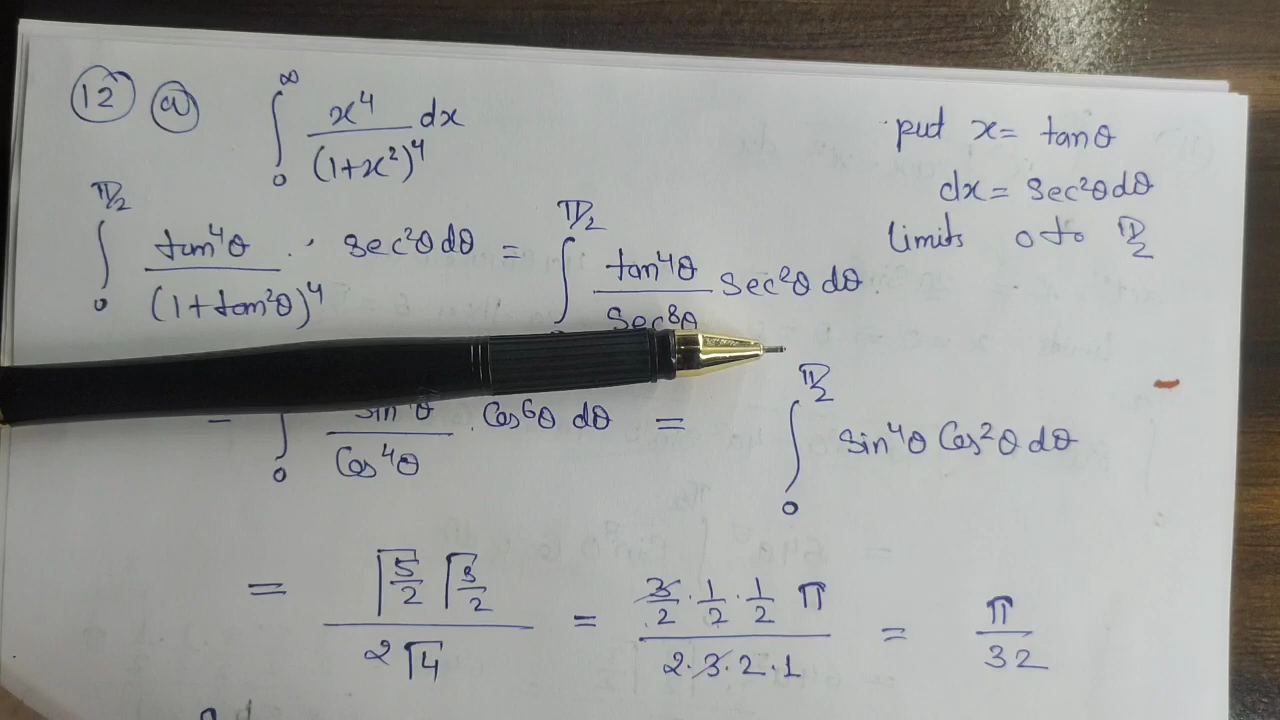 12 a ∫₀^∞ x⁴/(1+x²)⁴ dx
put x = tanθ
dx = sec²θ dθ
limits 0 to π/2
∫₀^(π/2) tan⁴θ/(1+tan²θ)⁴ · sec²θ dθ = ∫^(π/2) tan⁴θ/sec⁸θ sec²θ dθ.
= ∫₀ sin⁴θ/Cos⁴θ . Cos⁶θ dθ = ∫₀^(π/2) sin⁴θ Cos²θ dθ
= Γ(5/2) Γ(3/2) / 2Γ4 = (3/2 · 1/2 · 1/2 π)/(2·3·2·1) = π/32